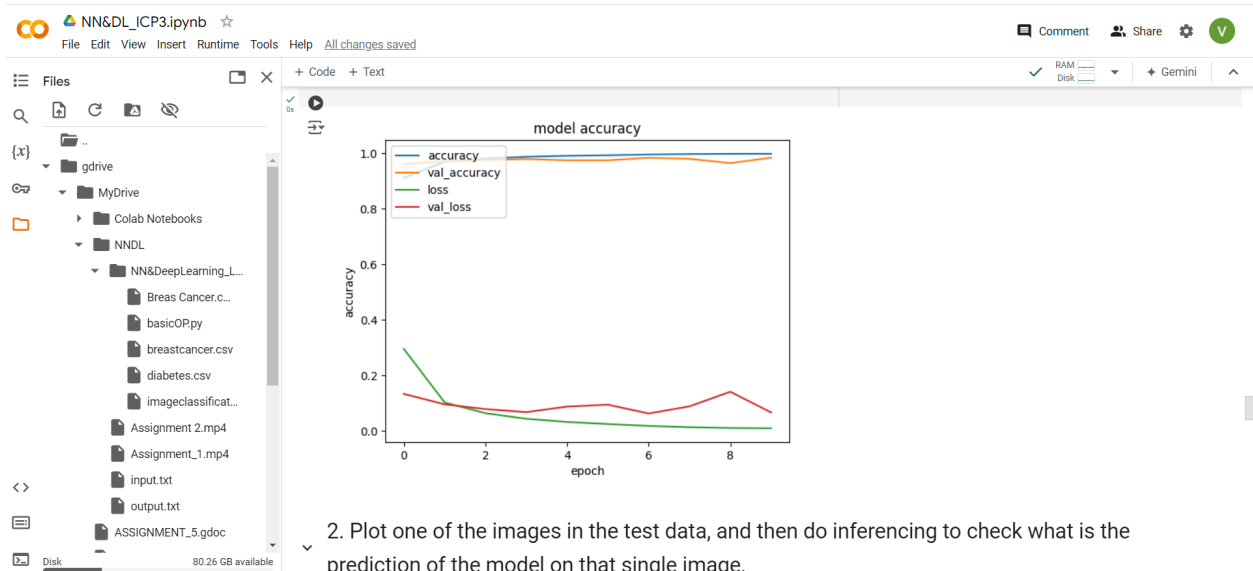 NN&DL_ICP3.ipynb
File Edit View Insert Runtime Tools Help All changes saved
Comment Share V
Files
+ Code + Text
RAM
Disk
Gemini
0s
{x}
..
gdrive
MyDrive
Colab Notebooks
NNDL
NN&DeepLearning_L...
Breas Cancer.c...
basicOP.py
breastcancer.csv
diabetes.csv
imageclassificat...
Assignment 2.mp4
Assignment_1.mp4
input.txt
output.txt
ASSIGNMENT_5.gdoc
Disk 80.26 GB available
model accuracy
accuracy
val_accuracy
loss
val_loss
1.0
0.8
0.6
0.4
0.2
0.0
accuracy
0 2 4 6 8
epoch
2. Plot one of the images in the test data, and then do inferencing to check what is the
prediction of the model on that single image.